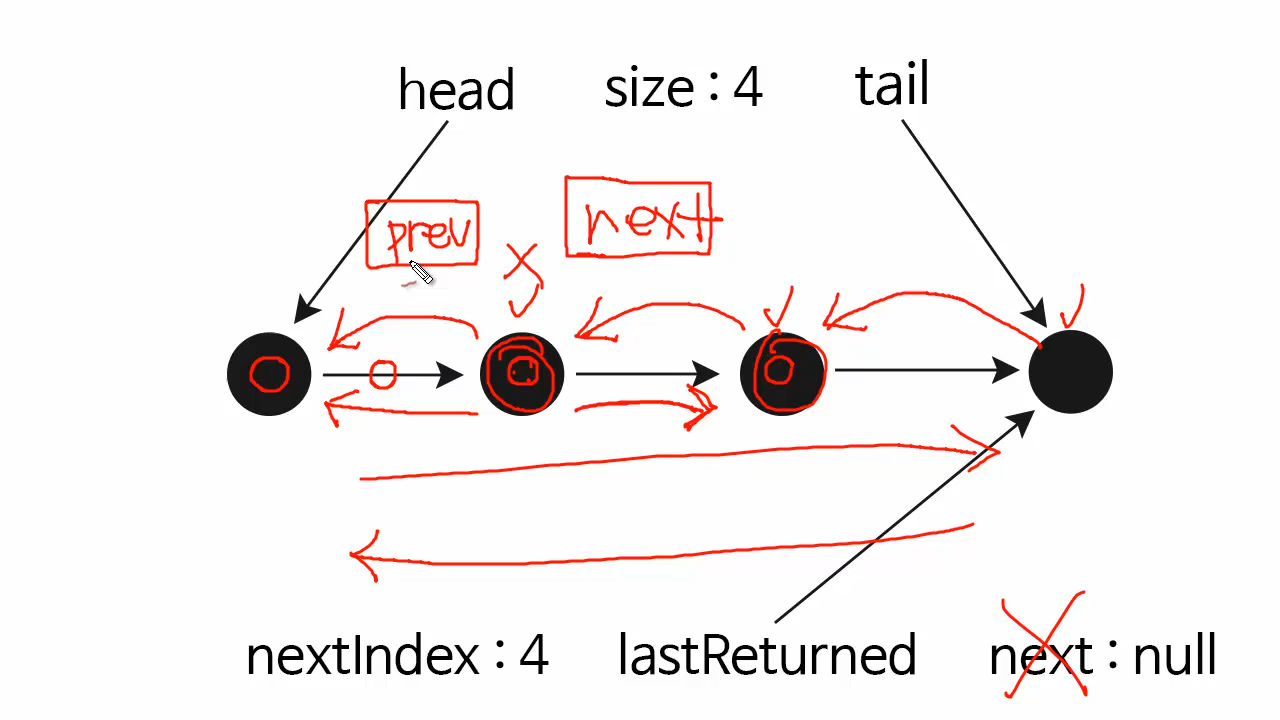 head size : 4 tail
prev next
nextIndex : 4 lastReturned next : null